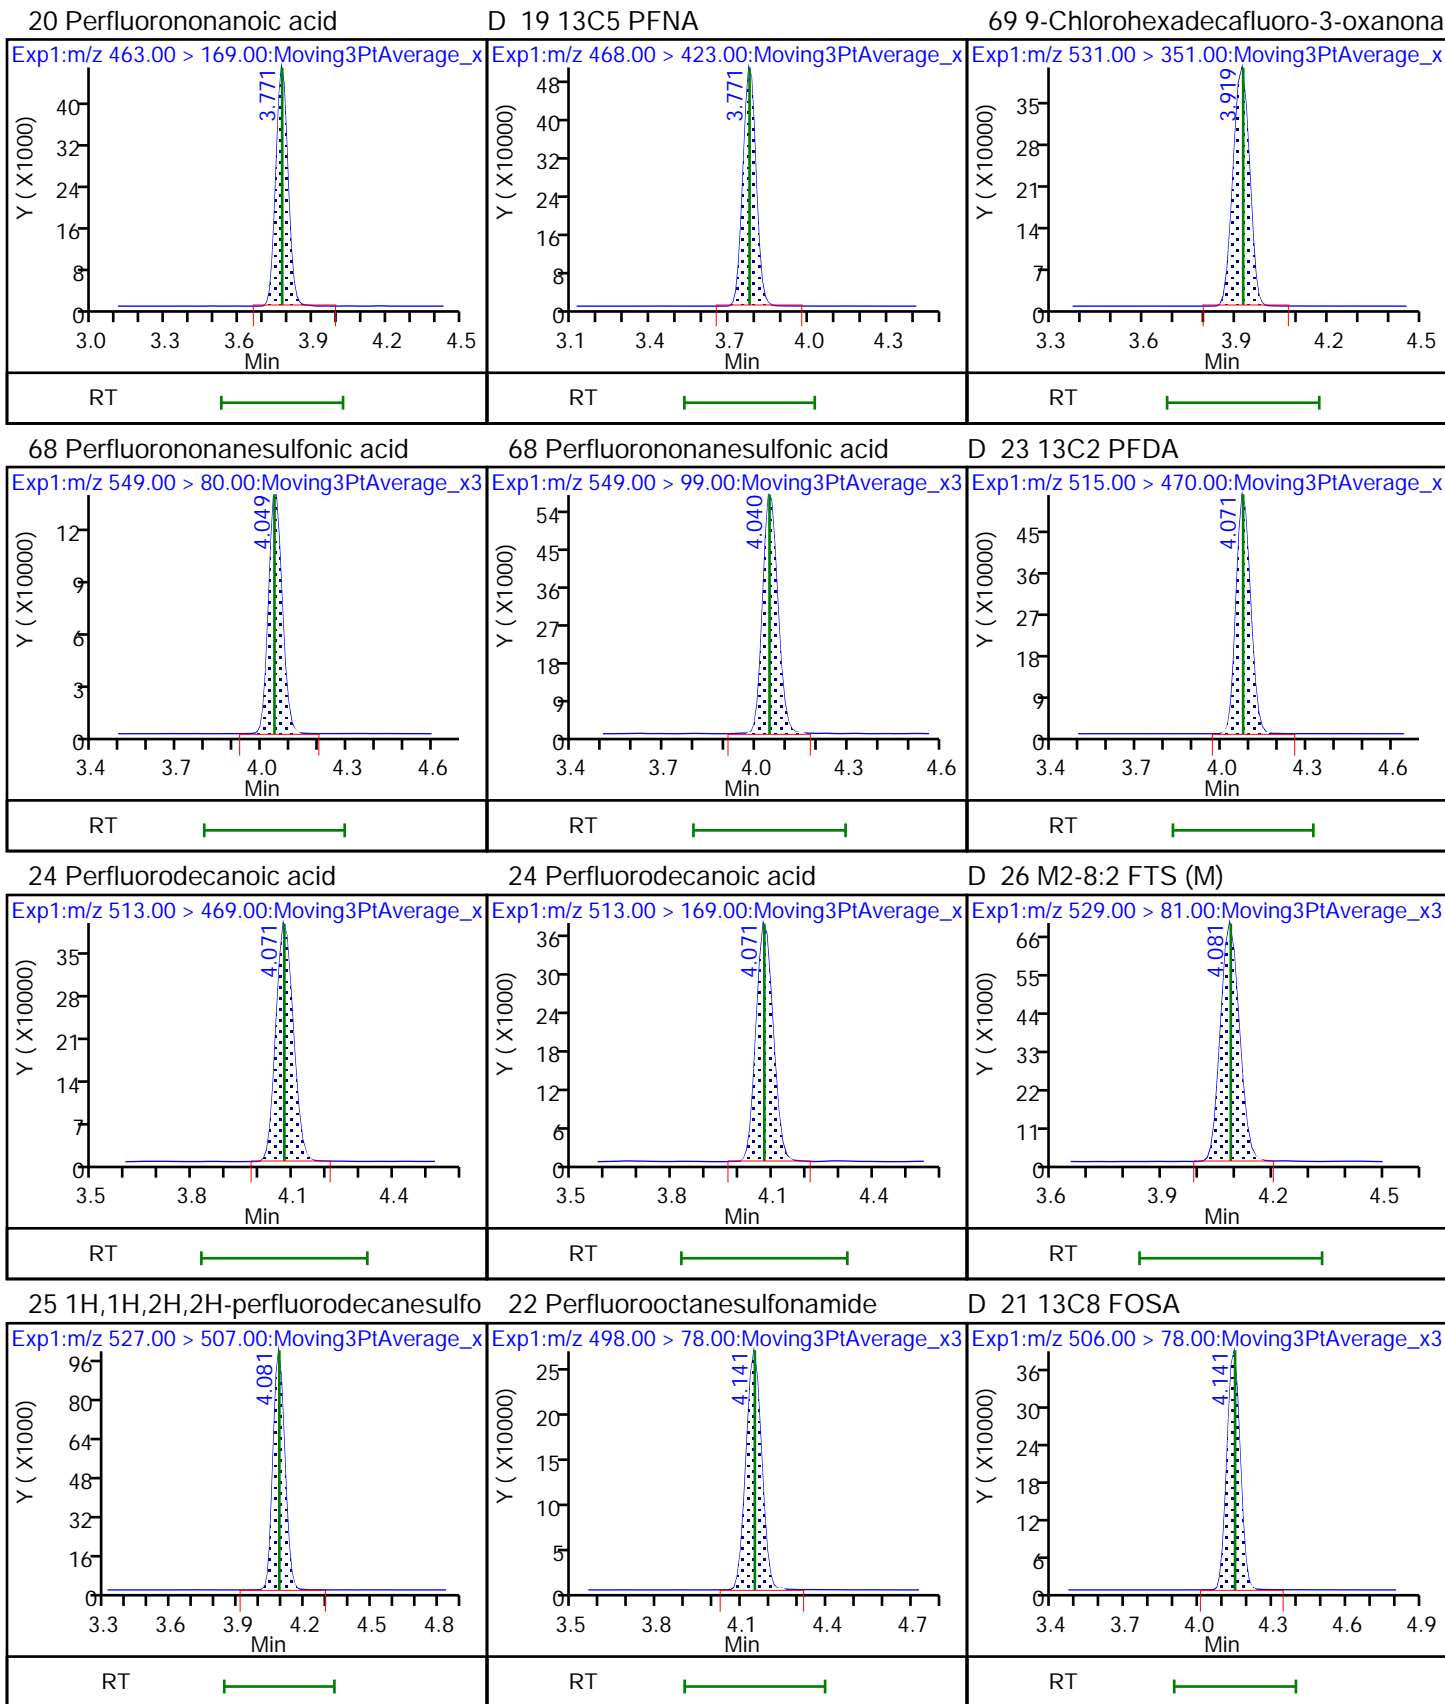 20 Perfluorononanoic acid
Exp1:m/z 463.00 > 169.00:Moving3PtAverage_x
3.771
Y ( X10000)
40
32
24
16
8
0
3.0 3.3 3.6 3.9 4.2 4.5
Min
RT
D 19 13C5 PFNA
Exp1:m/z 468.00 > 423.00:Moving3PtAverage_x
3.771
Y ( X10000)
48
40
32
24
16
8
0
3.1 3.4 3.7 4.0 4.3
Min
RT
69 9-Chlorohexadecafluoro-3-oxanona
Exp1:m/z 531.00 > 351.00:Moving3PtAverage_x
3.919
Y ( X10000)
35
28
21
14
7
0
3.3 3.6 3.9 4.2 4.5
Min
RT
68 Perfluorononanesulfonic acid
Exp1:m/z 549.00 > 80.00:Moving3PtAverage_x3
4.049
Y ( X10000)
12
9
6
3
0
3.4 3.7 4.0 4.3 4.6
Min
RT
68 Perfluorononanesulfonic acid
Exp1:m/z 549.00 > 99.00:Moving3PtAverage_x3
4.040
Y ( X1000)
54
45
36
27
18
9
0
3.4 3.7 4.0 4.3 4.6
Min
RT
D 23 13C2 PFDA
Exp1:m/z 515.00 > 470.00:Moving3PtAverage_x
4.071
Y ( X10000)
45
36
27
18
9
0
3.4 3.7 4.0 4.3 4.6
Min
RT
24 Perfluorodecanoic acid
Exp1:m/z 513.00 > 469.00:Moving3PtAverage_x
4.071
Y ( X10000)
35
28
21
14
7
0
3.5 3.8 4.1 4.4
Min
RT
24 Perfluorodecanoic acid
Exp1:m/z 513.00 > 169.00:Moving3PtAverage_x
4.071
Y ( X1000)
36
30
24
18
12
6
0
3.5 3.8 4.1 4.4
Min
RT
D 26 M2-8:2 FTS (M)
Exp1:m/z 529.00 > 81.00:Moving3PtAverage_x3
4.081
Y ( X1000)
66
55
44
33
22
11
0
3.6 3.9 4.2 4.5
Min
RT
25 1H,1H,2H,2H-perfluorodecanesulfo
Exp1:m/z 527.00 > 507.00:Moving3PtAverage_x
4.081
Y ( X10000)
96
80
64
48
32
16
0
3.3 3.6 3.9 4.2 4.5 4.8
Min
RT
22 Perfluorooctanesulfonamide
Exp1:m/z 498.00 > 78.00:Moving3PtAverage_x3
4.141
Y ( X10000)
25
20
15
10
5
0
3.5 3.8 4.1 4.4 4.7
Min
RT
D 21 13C8 FOSA
Exp1:m/z 506.00 > 78.00:Moving3PtAverage_x3
4.141
Y ( X10000)
36
30
24
18
12
6
0
3.4 3.7 4.0 4.3 4.6 4.9
Min
RT